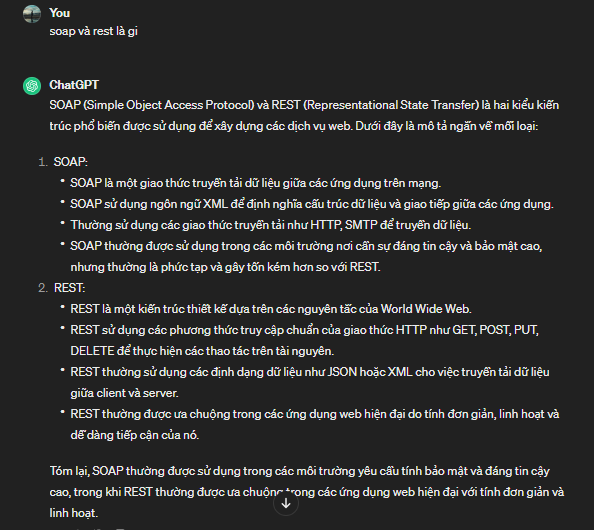 You
soap và rest là gi
ChatGPT
SOAP (Simple Object Access Protocol) và REST (Representational State Transfer) là hai kiểu kiến
trúc phổ biến được sử dụng để xây dựng các dịch vụ web. Dưới đây là mô tả ngắn về mỗi loại:
1. SOAP:
• SOAP là một giao thức truyền tải dữ liệu giữa các ứng dụng trên mạng.
• SOAP sử dụng ngôn ngữ XML để định nghĩa cấu trúc dữ liệu và giao tiếp giữa các ứng dụng.
• Thường sử dụng các giao thức truyền tải như HTTP, SMTP để truyền dữ liệu.
• SOAP thường được sử dụng trong các môi trường nơi cần sự đáng tin cậy và bảo mật cao,
nhưng thường là phức tạp và gây tốn kém hơn so với REST.
2. REST:
• REST là một kiến trúc thiết kế dựa trên các nguyên tắc của World Wide Web.
• REST sử dụng các phương thức truy cập chuẩn của giao thức HTTP như GET, POST, PUT,
DELETE để thực hiện các thao tác trên tài nguyên.
• REST thường sử dụng các định dạng dữ liệu như JSON hoặc XML cho việc truyền tải dữ liệu
giữa client và server.
• REST thường được ưa chuộng trong các ứng dụng web hiện đại do tính đơn giản, linh hoạt và
dễ dàng tiếp cận của nó.
Tóm lại, SOAP thường được sử dụng trong các môi trường yêu cầu tính bảo mật và đáng tin cậy
cao, trong khi REST thường được ưa chuộng trong các ứng dụng web hiện đại với tính đơn giản và
linh hoạt.